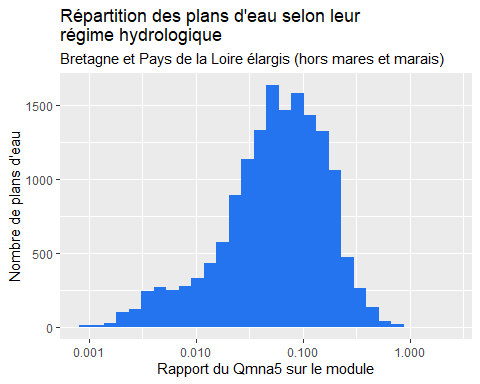 Répartition des plans d'eau selon leur
régime hydrologique
Bretagne et Pays de la Loire élargis (hors mares et marais)
Nombre de plans d'eau
1500
1000
500
0
0.001 0.010 0.100 1.000
Rapport du Qmna5 sur le module